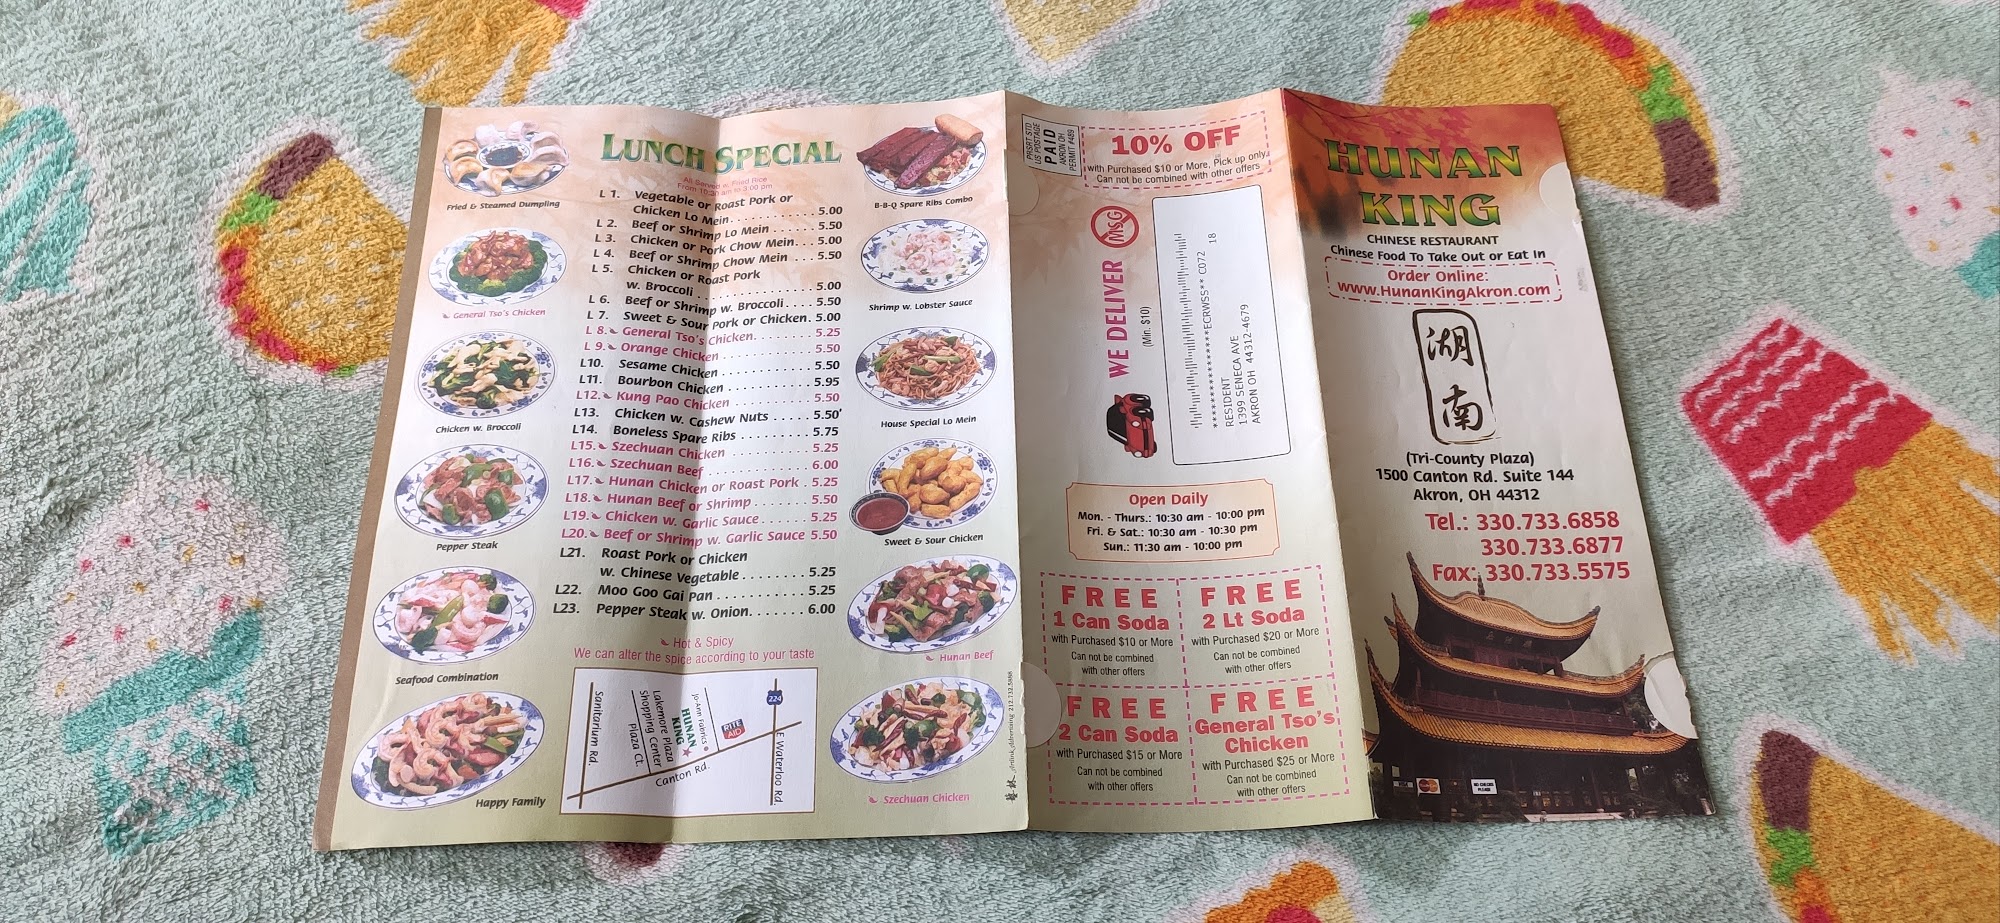 LUNCH SPECIAL
All Served w. Fried Rice
From 10:30 am to 3:00 pm
L 1. Vegetable or Roast Pork or
Chicken Lo Mein . . . . . . . . . . . . 5.00
L 2. Beef or Shrimp Lo Mein . . . . . . 5.50
L 3. Chicken or Pork Chow Mein . . . 5.00
L 4. Beef or Shrimp Chow Mein . . . 5.50
L 5. Chicken or Roast Pork
w. Broccoli . . . . . . . . . . . . . . . . 5.00
L 6. Beef or Shrimp w. Broccoli . . . . 5.50
L 7. Sweet & Sour Pork or Chicken. 5.00
L 8. General Tso's Chicken. . . . . . . . 5.25
L 9. Orange Chicken . . . . . . . . . . . . 5.50
L10. Sesame Chicken . . . . . . . . . . . . 5.50
L11. Bourbon Chicken . . . . . . . . . . . 5.95
L12. Kung Pao Chicken . . . . . . . . . . 5.50
L13. Chicken w. Cashew Nuts . . . . . 5.50
L14. Boneless Spare Ribs . . . . . . . . . 5.75
L15. Szechuan Chicken . . . . . . . . . . 5.25
L16. Szechuan Beef . . . . . . . . . . . . . 6.00
L17. Hunan Chicken or Roast Pork . 5.25
L18. Hunan Beef or Shrimp . . . . . . . 5.50
L19. Chicken w. Garlic Sauce . . . . . . 5.25
L20. Beef or Shrimp w. Garlic Sauce 5.50
L21. Roast Pork or Chicken
w. Chinese Vegetable . . . . . . . . 5.25
L22. Moo Goo Gai Pan . . . . . . . . . . 5.25
L23. Pepper Steak w. Onion. . . . . . . 6.00
Hot & Spicy
We can alter the spice according to your taste
Fried & Steamed Dumpling
General Tso's Chicken
Chicken w. Broccoli
Pepper Steak
Seafood Combination
Happy Family
B-B-Q Spare Ribs Combo
Shrimp w. Lobster Sauce
House Special Lo Mein
Sweet & Sour Chicken
Hunan Beef
Szechuan Chicken
Sanitarium Rd.
Plaza Ct.
Lakemore Plaza
Shopping Center
HUNAN
KING
Jo-Ann Fabrics
RITE
AID
224
E Waterloo Rd.
Canton Rd.
藝林 Artink Advertising 212.732.5888
PRSRT STD
US POSTAGE
PAID
AKRON OH
PERMIT #489
10% OFF
with Purchased $10 or More, Pick up only.
Can not be combined with other offers
MSG
WE DELIVER
(Min. $10)
ECRWSS** C072
18
RESIDENT
1399 SENECA AVE
AKRON OH 44312-4679
Open Daily
Mon. - Thurs.: 10:30 am - 10:00 pm
Fri. & Sat.: 10:30 am - 10:30 pm
Sun.: 11:30 am - 10:00 pm
FREE
1 Can Soda
with Purchased $10 or More
Can not be combined
with other offers
FREE
2 Lt Soda
with Purchased $20 or More
Can not be combined
with other offers
FREE
2 Can Soda
with Purchased $15 or More
Can not be combined
with other offers
FREE
General Tso's
Chicken
with Purchased $25 or More
Can not be combined
with other offers
HUNAN
KING
CHINESE RESTAURANT
Chinese Food To Take Out or Eat In
Order Online:
www.HunanKingAkron.com
湖
南
(Tri-County Plaza)
1500 Canton Rd. Suite 144
Akron, OH 44312
Tel.: 330.733.6858
330.733.6877
Fax: 330.733.5575
NO CHECKS
PLEASE